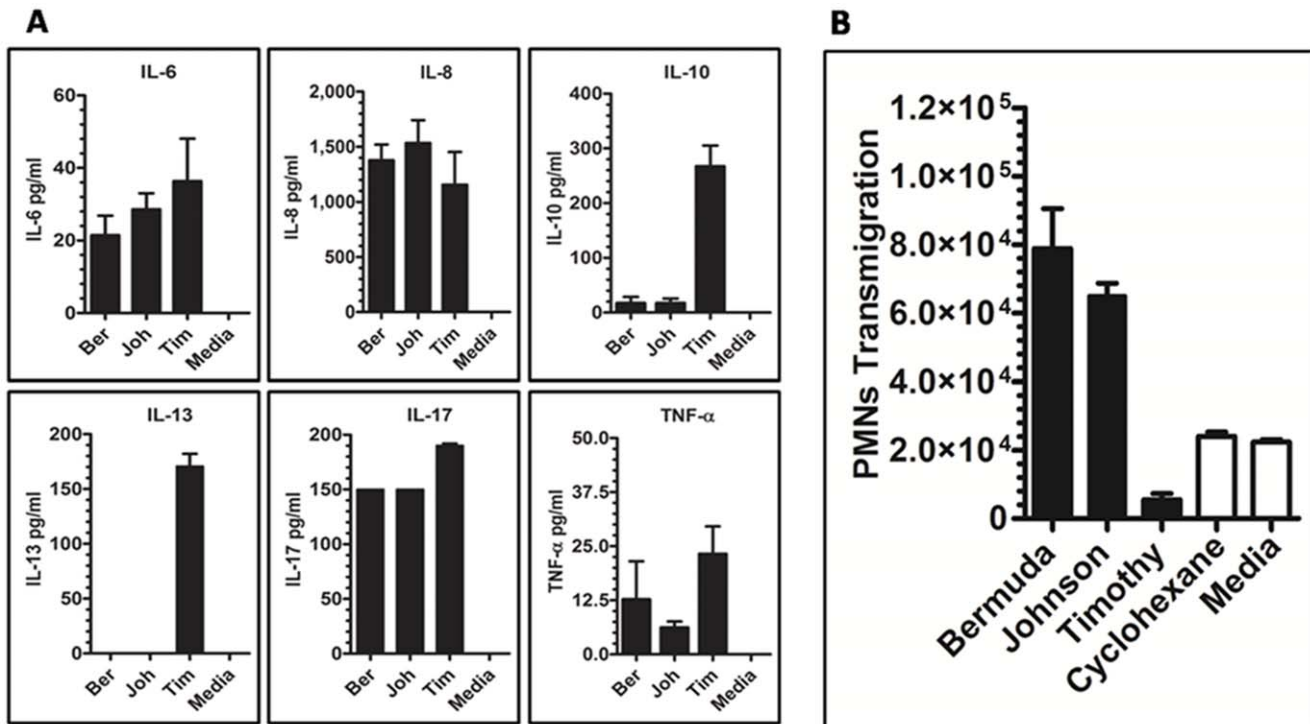 A
IL-6
IL-6 pg/ml
60
40
20
0
Ber
Joh
Tim
Media
IL-8
IL-8 pg/ml
2,000
1,500
1,000
500
0
Ber
Joh
Tim
Media
IL-10
IL-10 pg/ml
400
300
200
100
0
Ber
Joh
Tim
Media
IL-13
IL-13 pg/ml
200
150
100
50
0
Ber
Joh
Tim
Media
IL-17
IL-17 pg/ml
200
150
100
50
0
Ber
Joh
Tim
Media
TNF-α
TNF-α pg/ml
50.0
37.5
25.0
12.5
0.0
Ber
Joh
Tim
Media
B
PMNs Transmigration
1.2×10⁵
1.0×10⁵
8.0×10⁴
6.0×10⁴
4.0×10⁴
2.0×10⁴
0
Bermuda
Johnson
Timothy
Cyclohexane
Media